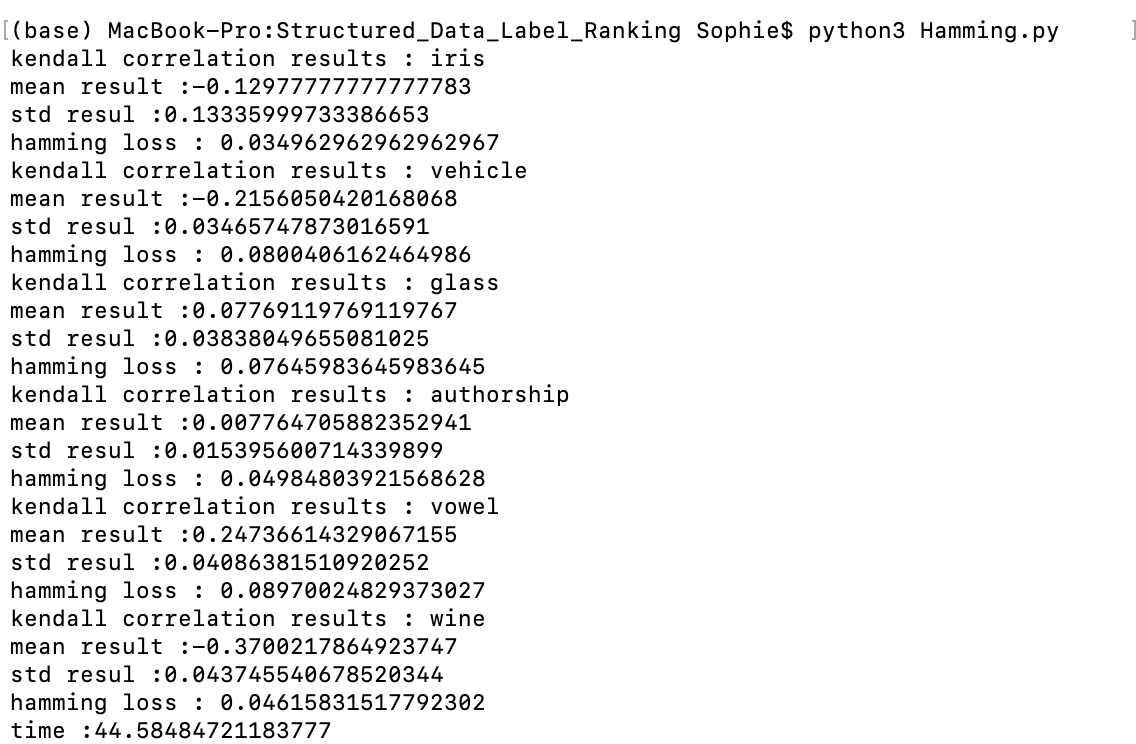 [(base) MacBook-Pro:Structured_Data_Label_Ranking Sophie$ python3 Hamming.py ]
kendall correlation results : iris
mean result :-0.12977777777777783
std resul :0.13335999733386653
hamming loss : 0.034962962962962967
kendall correlation results : vehicle
mean result :-0.2156050420168068
std resul :0.03465747873016591
hamming loss : 0.0800406162464986
kendall correlation results : glass
mean result :0.07769119769119767
std resul :0.03838049655081025
hamming loss : 0.07645983645983645
kendall correlation results : authorship
mean result :0.007764705882352941
std resul :0.015395600714339899
hamming loss : 0.04984803921568628
kendall correlation results : vowel
mean result :0.24736614329067155
std resul :0.04086381510920252
hamming loss : 0.08970024829373027
kendall correlation results : wine
mean result :-0.3700217864923747
std resul :0.043745540678520344
hamming loss : 0.04615831517792302
time :44.58484721183777